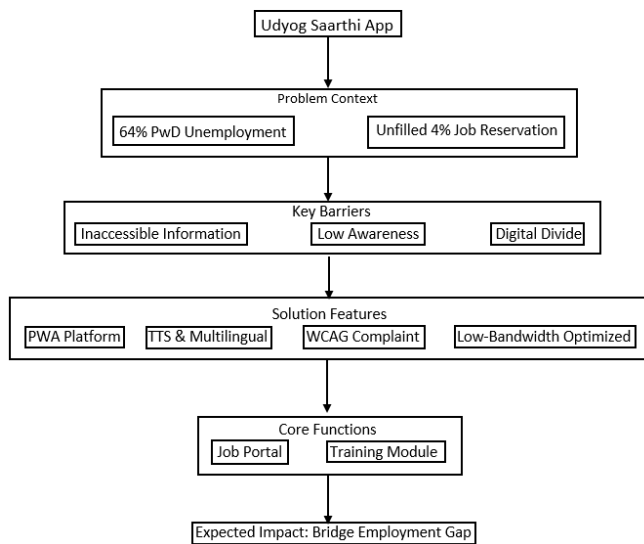 Udyog Saarthi App
Problem Context
64% PwD Unemployment
Unfilled 4% Job Reservation
Key Barriers
Inaccessible Information
Low Awareness
Digital Divide
Solution Features
PWA Platform
TTS & Multilingual
WCAG Complaint
Low-Bandwidth Optimized
Core Functions
Job Portal
Training Module
Expected Impact: Bridge Employment Gap